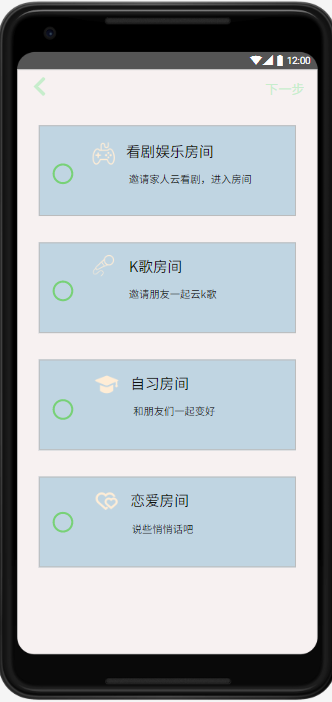 12:00
下一步
看剧娱乐房间
邀请家人云看剧，进入房间
K歌房间
邀请朋友一起云k歌
自习房间
和朋友们一起变好
恋爱房间
说些悄悄话吧